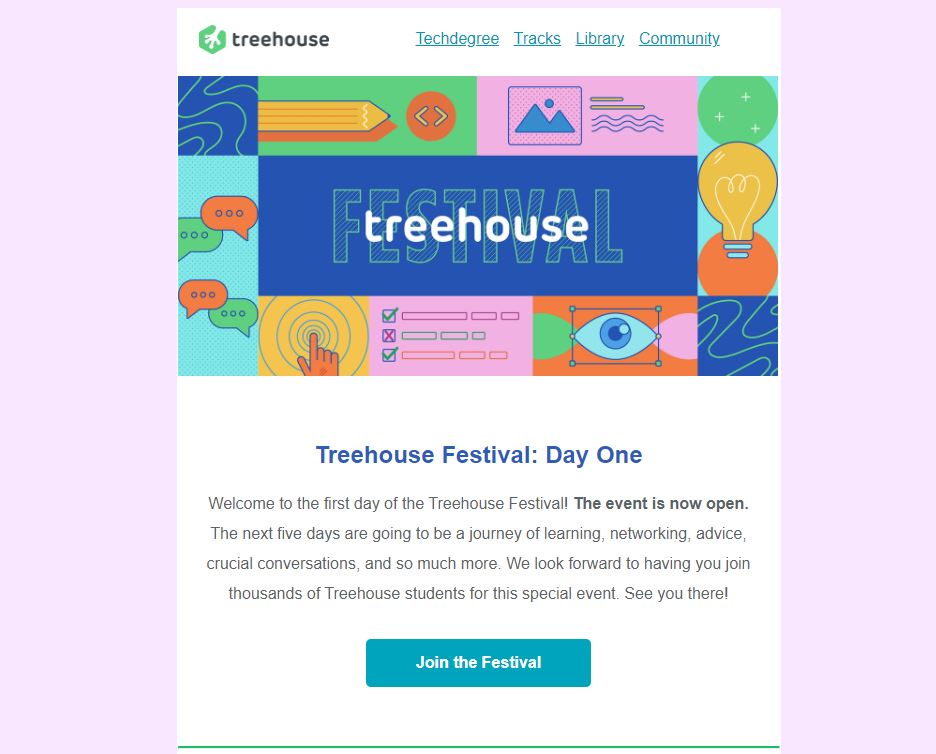 treehouse
Techdegree Tracks Library Community
FESTIVAL
treehouse
Treehouse Festival: Day One
Welcome to the first day of the Treehouse Festival! The event is now open.
The next five days are going to be a journey of learning, networking, advice,
crucial conversations, and so much more. We look forward to having you join
thousands of Treehouse students for this special event. See you there!
Join the Festival